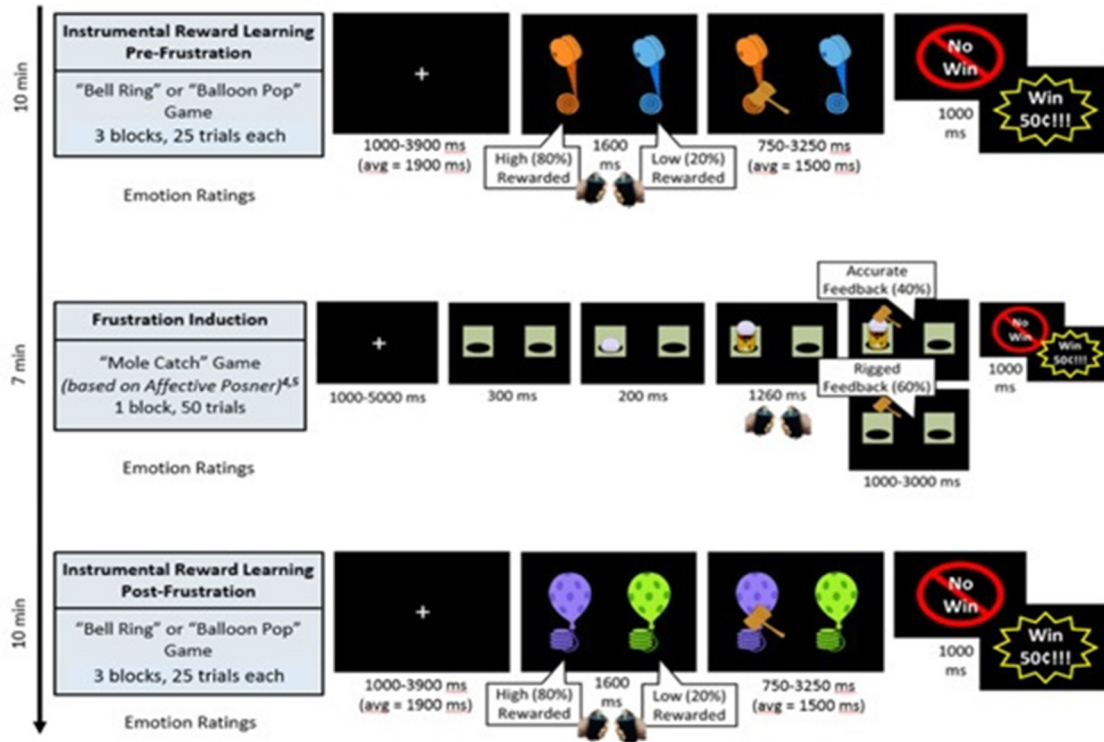 10 min
Instrumental Reward Learning
Pre-Frustration
"Bell Ring" or "Balloon Pop"
Game
3 blocks, 25 trials each
Emotion Ratings
+
1000-3900 ms
(avg = 1900 ms)
High (80%)
Rewarded
1600
ms
Low (20%)
Rewarded
750-3250 ms
(avg = 1500 ms)
No
Win
1000
ms
Win
50¢!!!
7 min
Frustration Induction
"Mole Catch" Game
(based on Affective Posner)4,5
1 block, 50 trials
Emotion Ratings
+
1000-5000 ms
300 ms
200 ms
1260 ms
Accurate
Feedback (40%)
Rigged
Feedback (60%)
1000-3000 ms
No
Win
1000
ms
Win
50¢!!!
10 min
Instrumental Reward Learning
Post-Frustration
"Bell Ring" or "Balloon Pop"
Game
3 blocks, 25 trials each
Emotion Ratings
+
1000-3900 ms
(avg = 1900 ms)
High (80%)
Rewarded
1600
ms
Low (20%)
Rewarded
750-3250 ms
(avg = 1500 ms)
No
Win
1000
ms
Win
50¢!!!